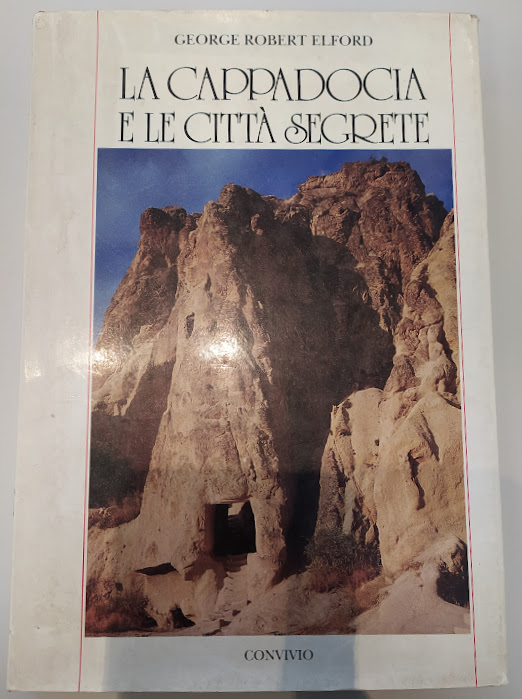 GEORGE ROBERT ELFORD
LA CAPPADOCIA
E LE CITTÀ SEGRETE
CONVIVIO